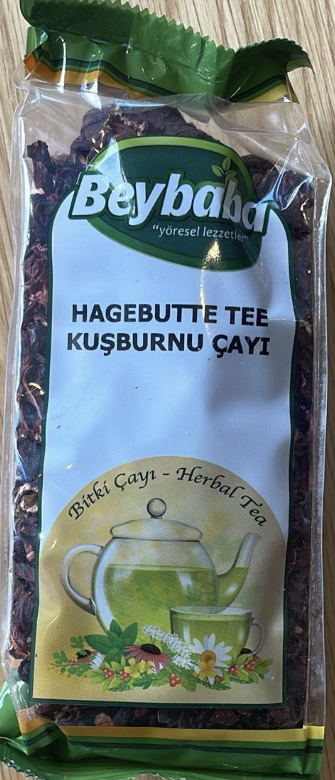 Beybaba
"yöresel lezzetler"
HAGEBUTTE TEE
KUŞBURNU ÇAYI
Bitki Çayı - Herbal Tea